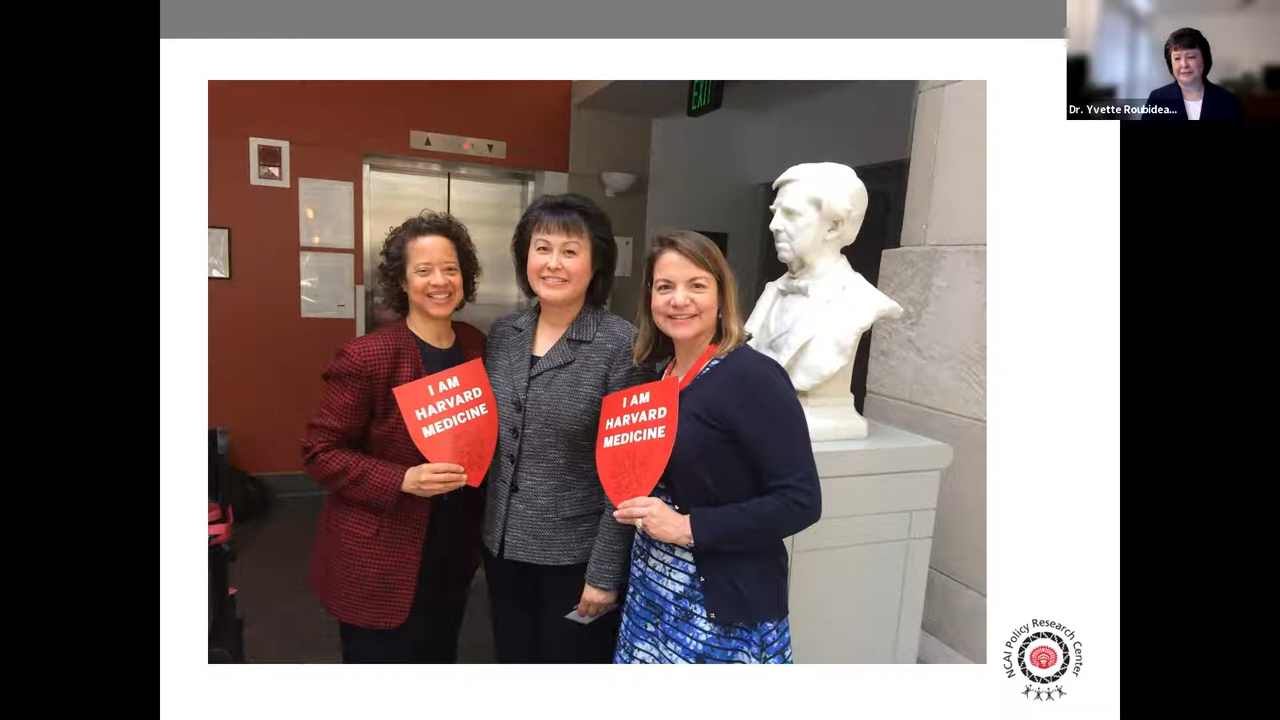 Dr. Yvette Roubidea...
EXIT
I AM
HARVARD
MEDICINE
I AM
HARVARD
MEDICINE
NCAI Policy Research Center